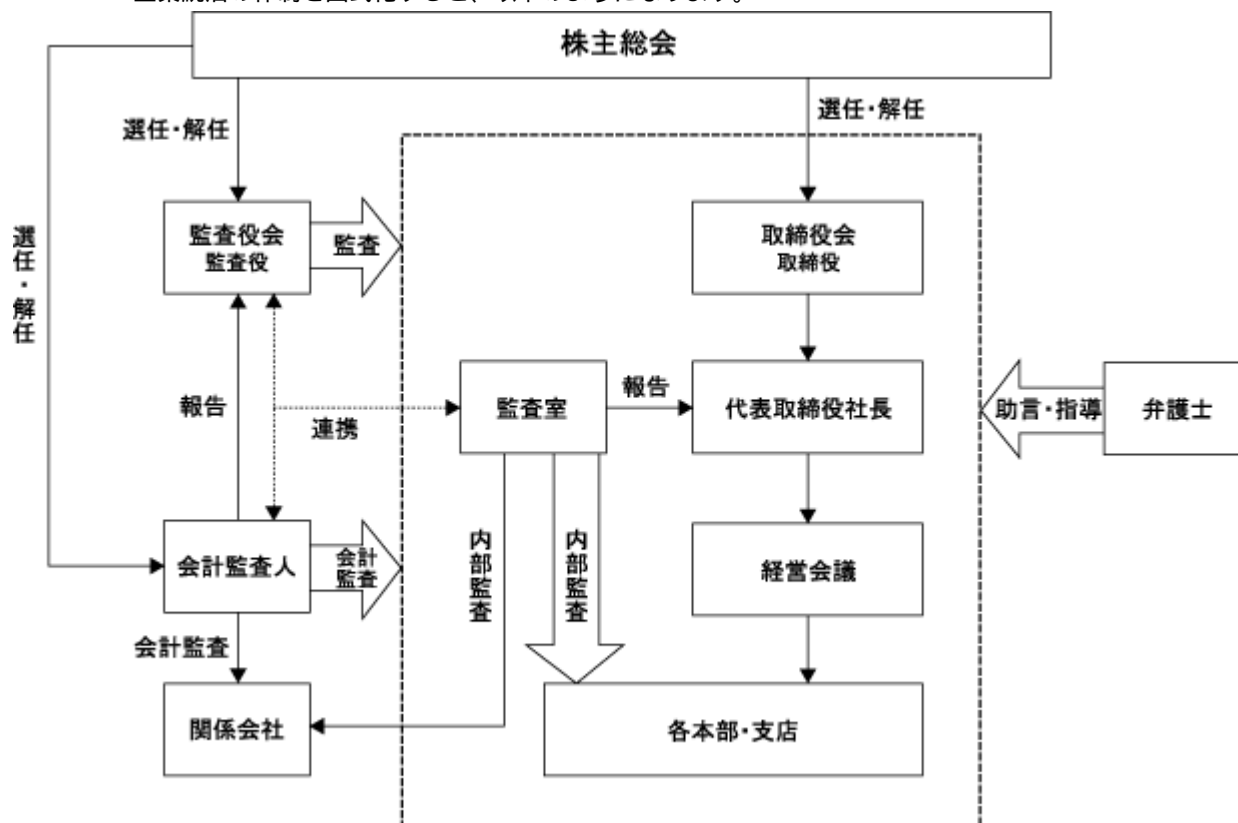 株主総会
選任・解任
選任・解任
選任・解任
監査役会
監査役
監査
取締役会
取締役
報告
連携
監査室
報告
代表取締役社長
助言・指導
弁護士
会計監査人
会計
監査
内部監査
内部監査
経営会議
会計監査
関係会社
各本部・支店